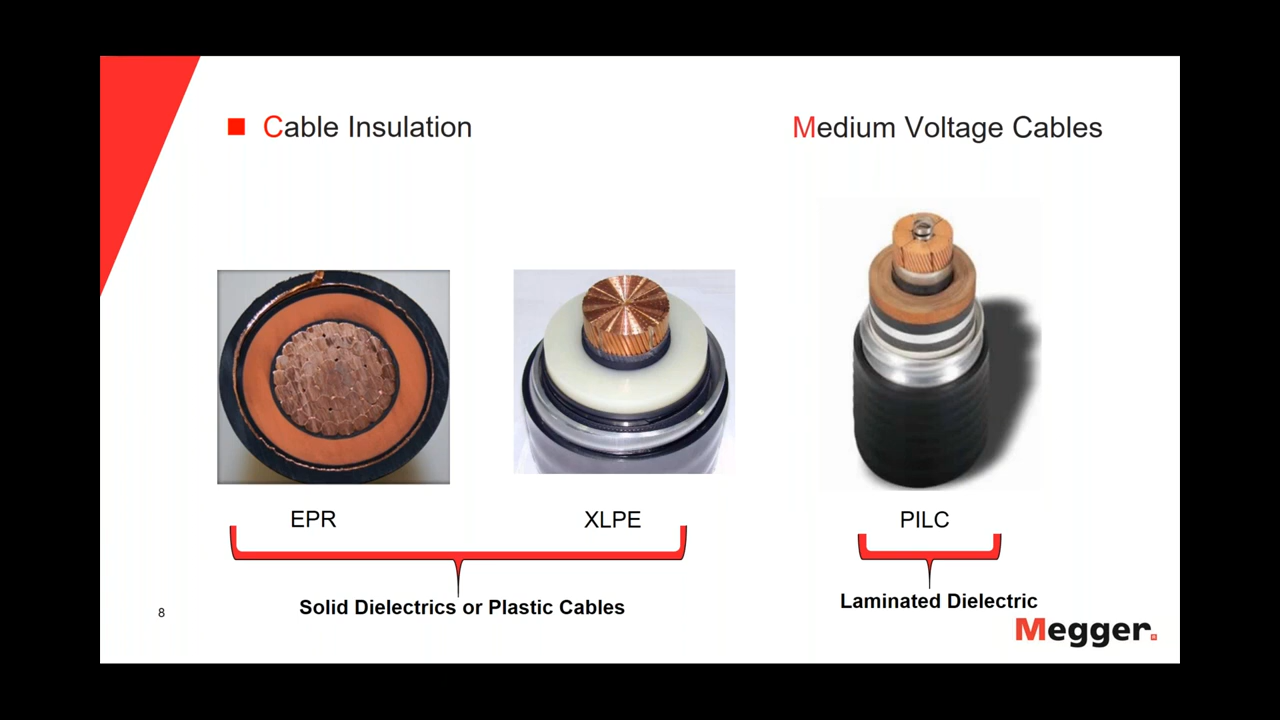 Cable Insulation
Medium Voltage Cables
EPR
XLPE
PILC
Solid Dielectrics or Plastic Cables
Laminated Dielectric
8
Megger.